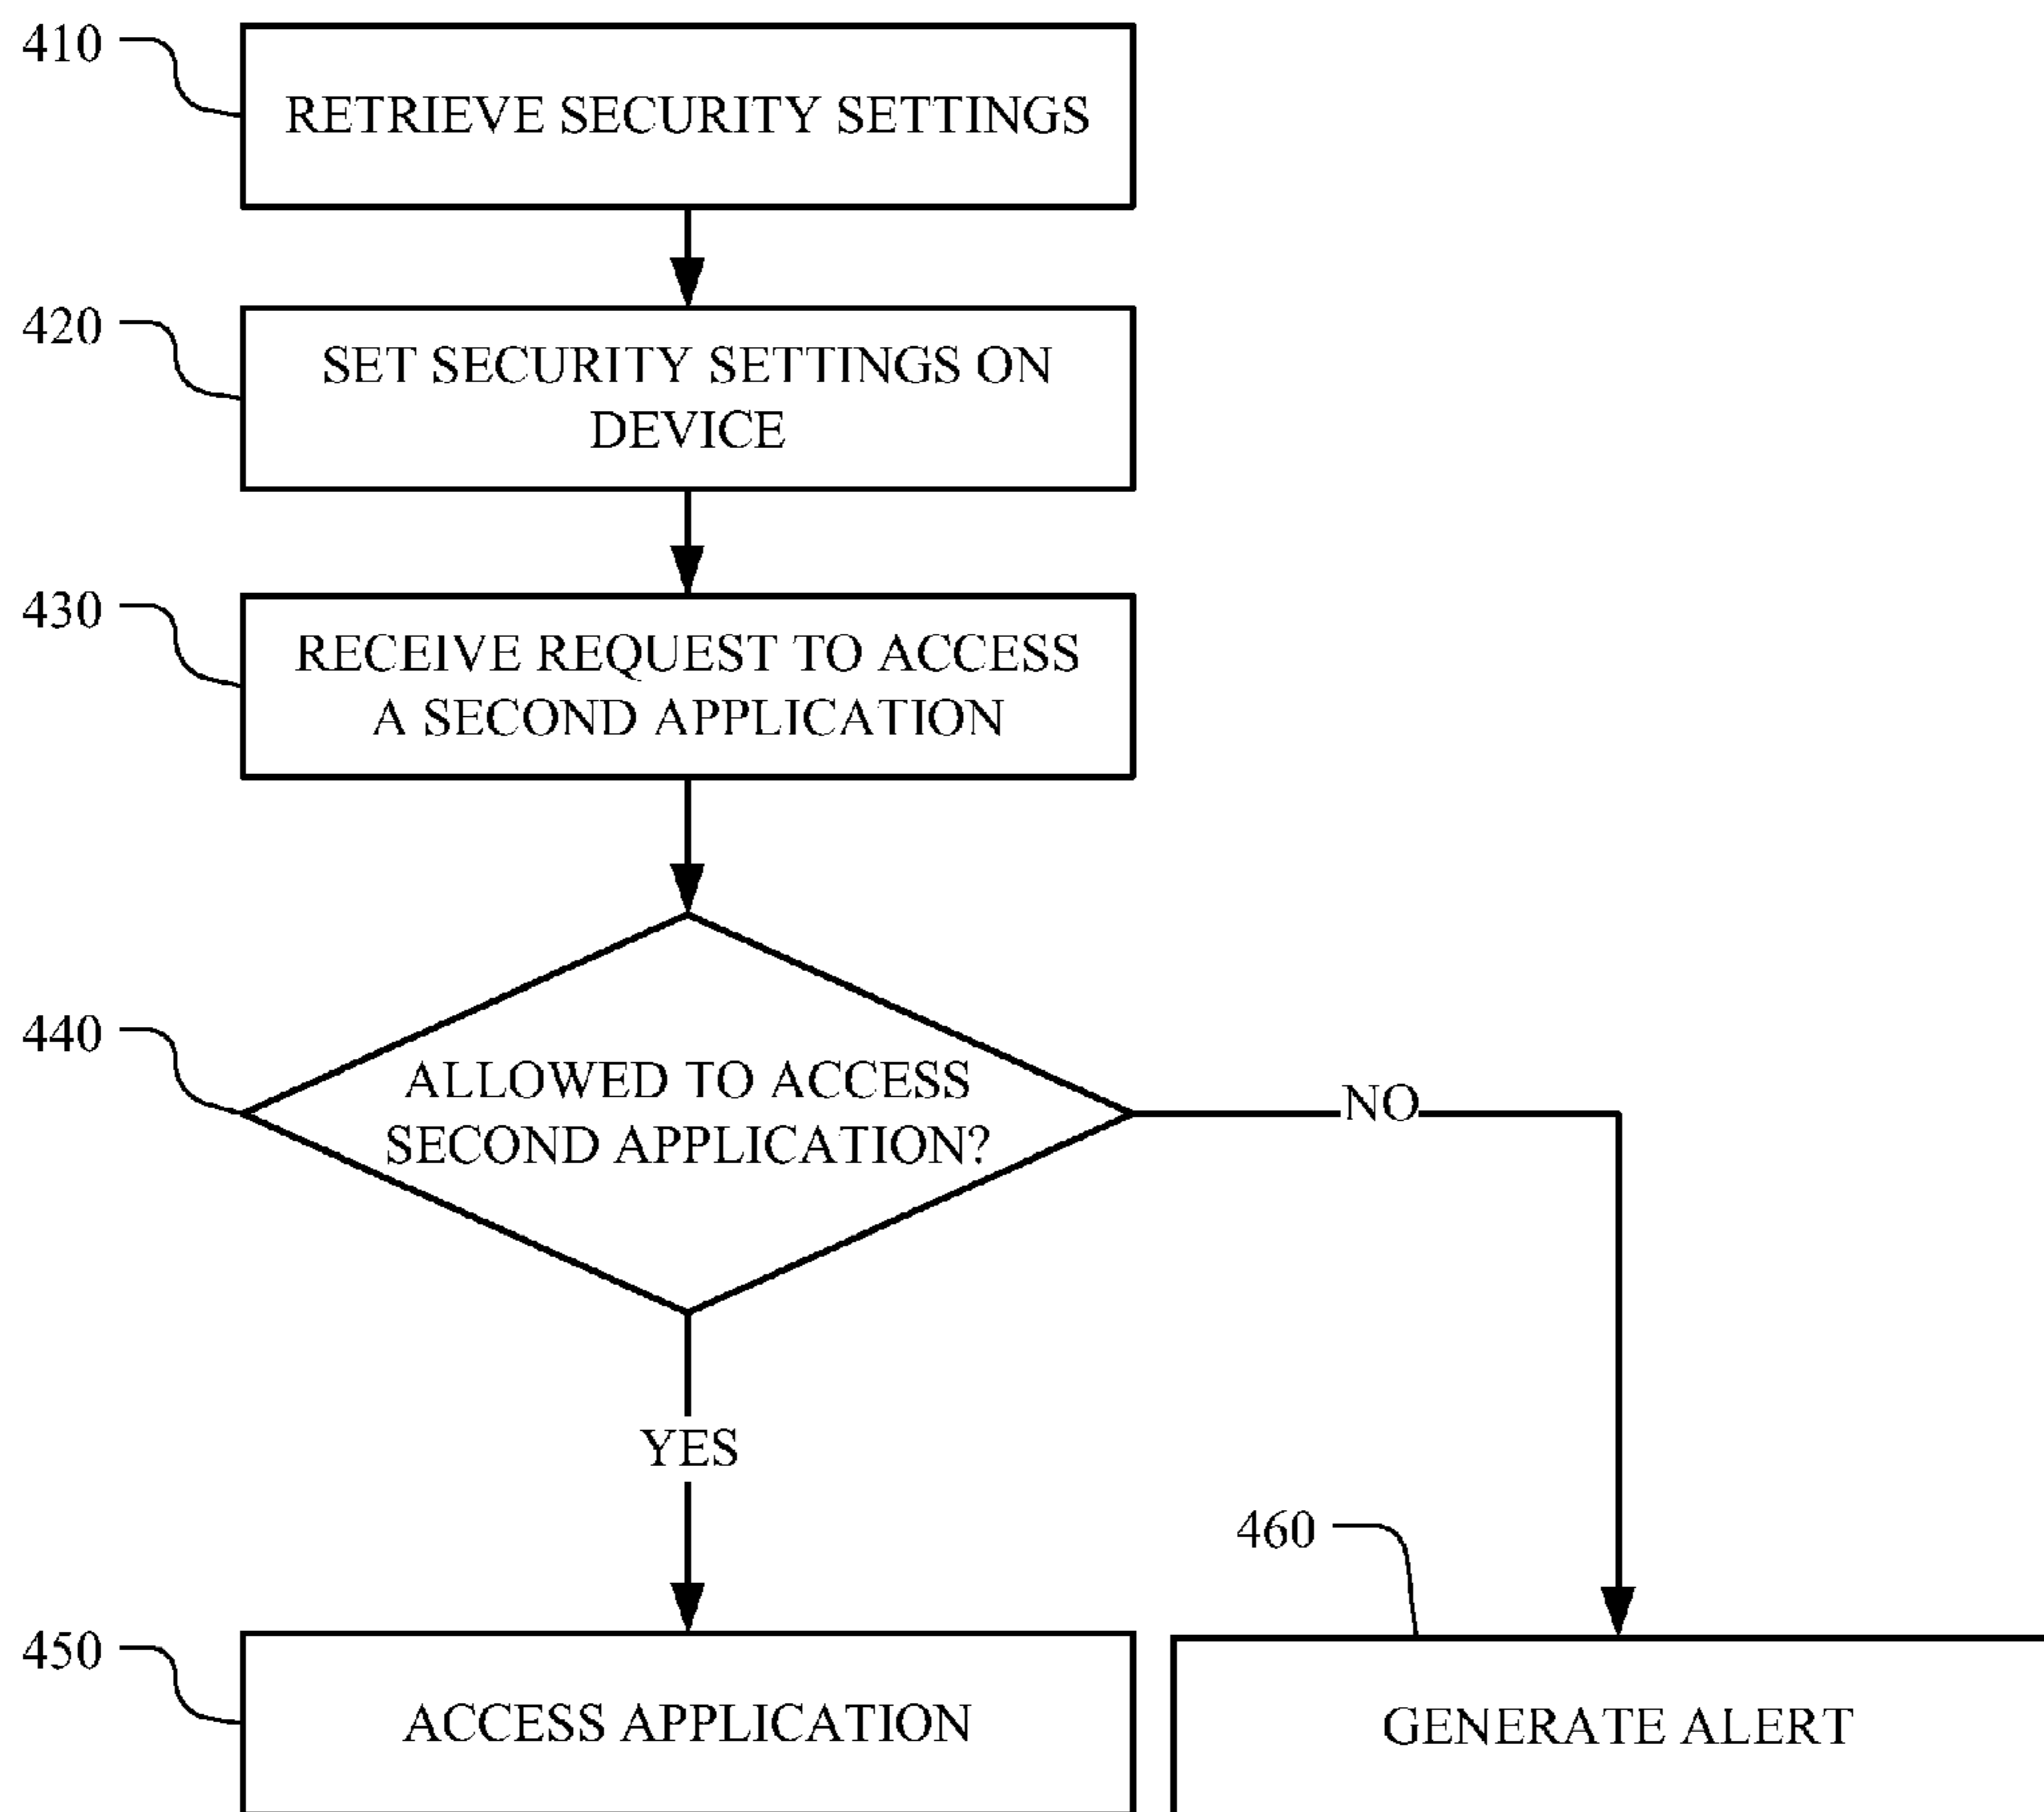 410
RETRIEVE SECURITY SETTINGS
420
SET SECURITY SETTINGS ON
DEVICE
430
RECEIVE REQUEST TO ACCESS
A SECOND APPLICATION
440
ALLOWED TO ACCESS
SECOND APPLICATION?
NO
YES
460
450
ACCESS APPLICATION
GENERATE ALERT